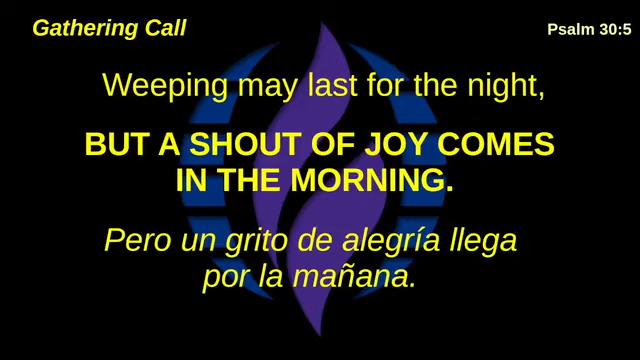 Gathering Call
Psalm 30:5
Weeping may last for the night,
BUT A SHOUT OF JOY COMES
IN THE MORNING.
Pero un grito de alegría llega
por la mañana.